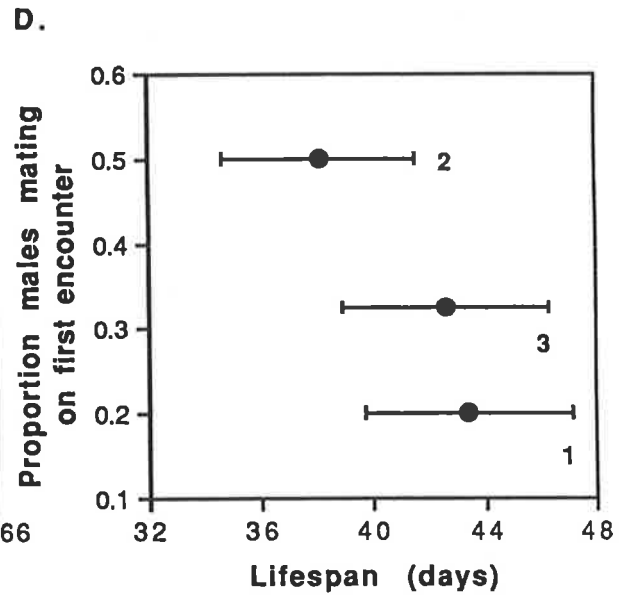 D.
Proportion males mating
on first encounter
0.6
0.5
0.4
0.3
0.2
0.1
2
3
1
66
32 36 40 44 48
Lifespan (days)